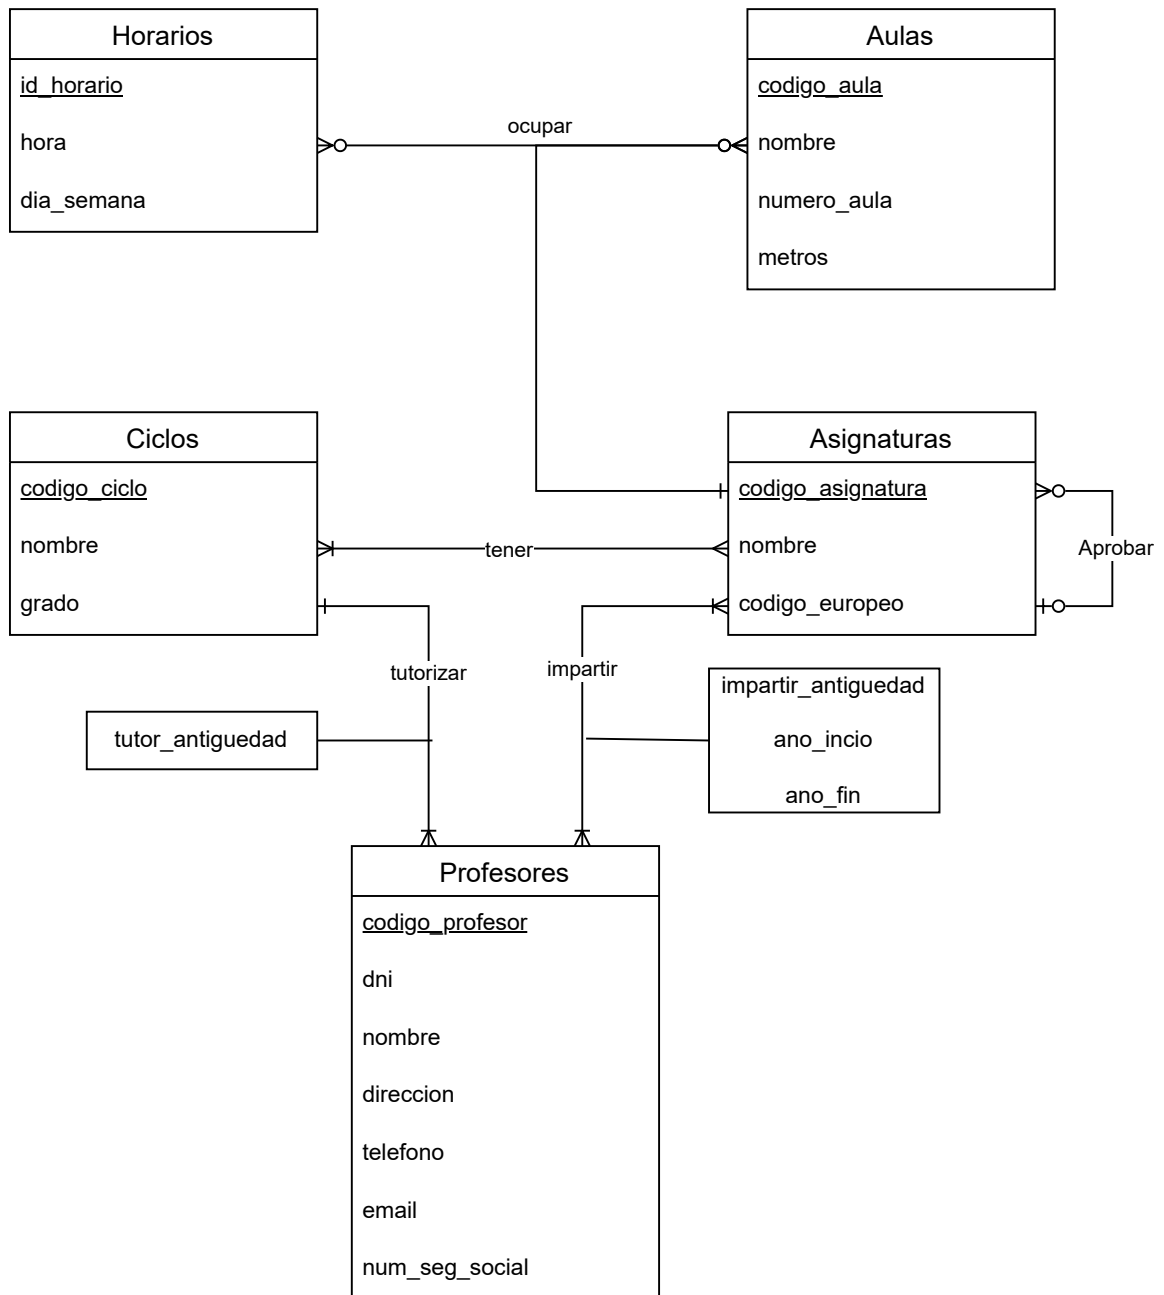 Horarios
id_horario
hora
dia_semana
ocupar
Aulas
codigo_aula
nombre
numero_aula
metros
Ciclos
codigo_ciclo
nombre
grado
tener
Asignaturas
codigo_asignatura
nombre
codigo_europeo
Aprobar
tutorizar
impartir
tutor_antiguedad
impartir_antiguedad
ano_incio
ano_fin
Profesores
codigo_profesor
dni
nombre
direccion
telefono
email
num_seg_social